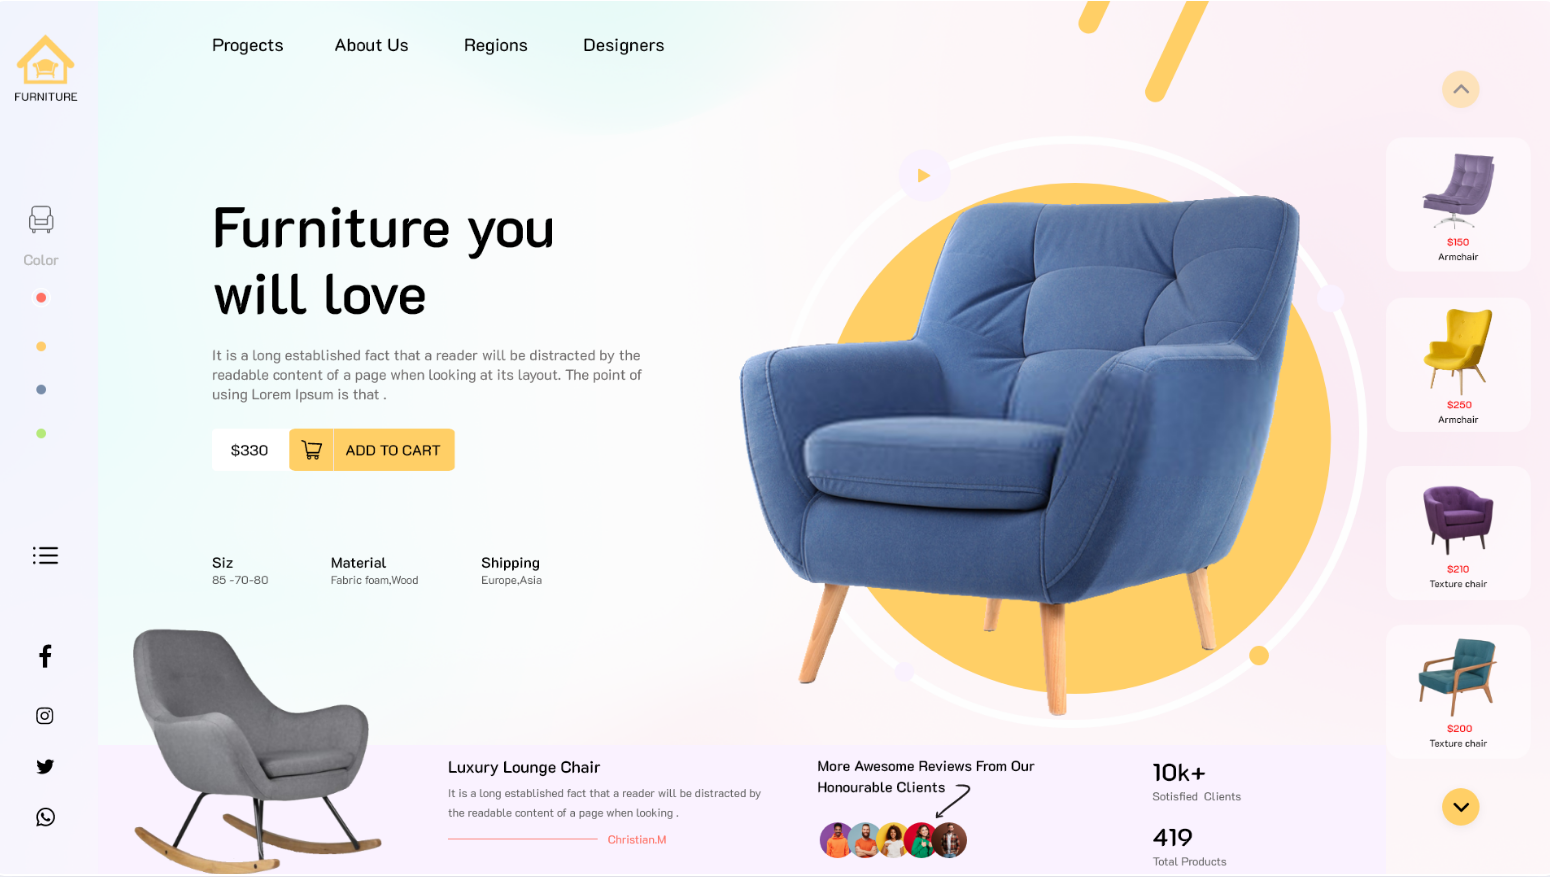 Progects
About Us
Regions
Designers
FURNITURE
Color
Furniture you
will love
It is a long established fact that a reader will be distracted by the
readable content of a page when looking at its layout. The point of
using Lorem Ipsum is that .
$330
ADD TO CART
Siz
85 -70-80
Material
Fabric foam,Wood
Shipping
Europe,Asia
$150
Armchair
$250
Armchair
$210
Texture chair
$200
Texture chair
Luxury Lounge Chair
It is a long established fact that a reader will be distracted by
the readable content of a page when looking .
Christian.M
More Awesome Reviews From Our
Honourable Clients
10k+
Sotisfied Clients
419
Total Products